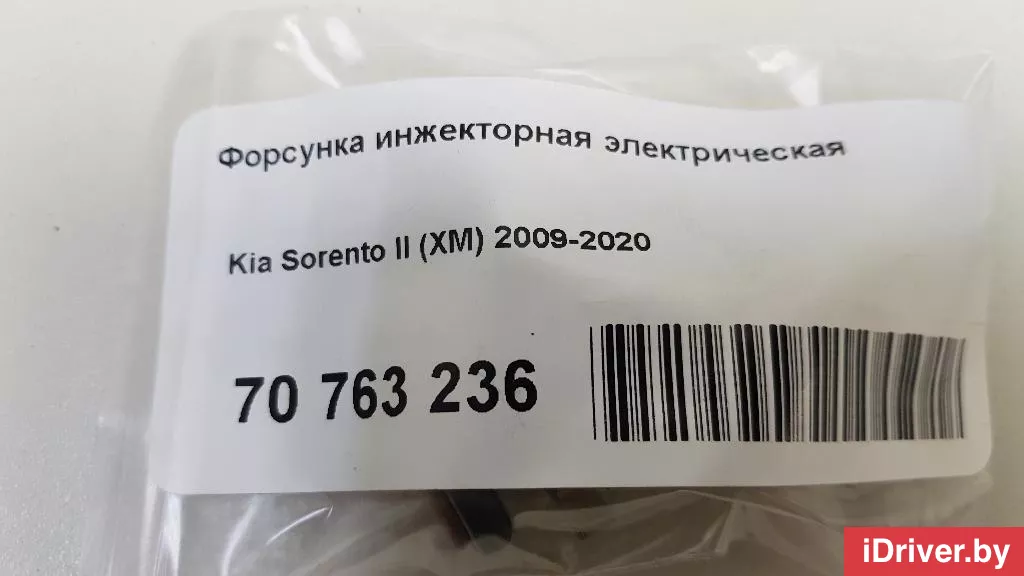 Форсунка инжекторная электрическая
Kia Sorento II (XM) 2009-2020
70 763 236
iDriver.by